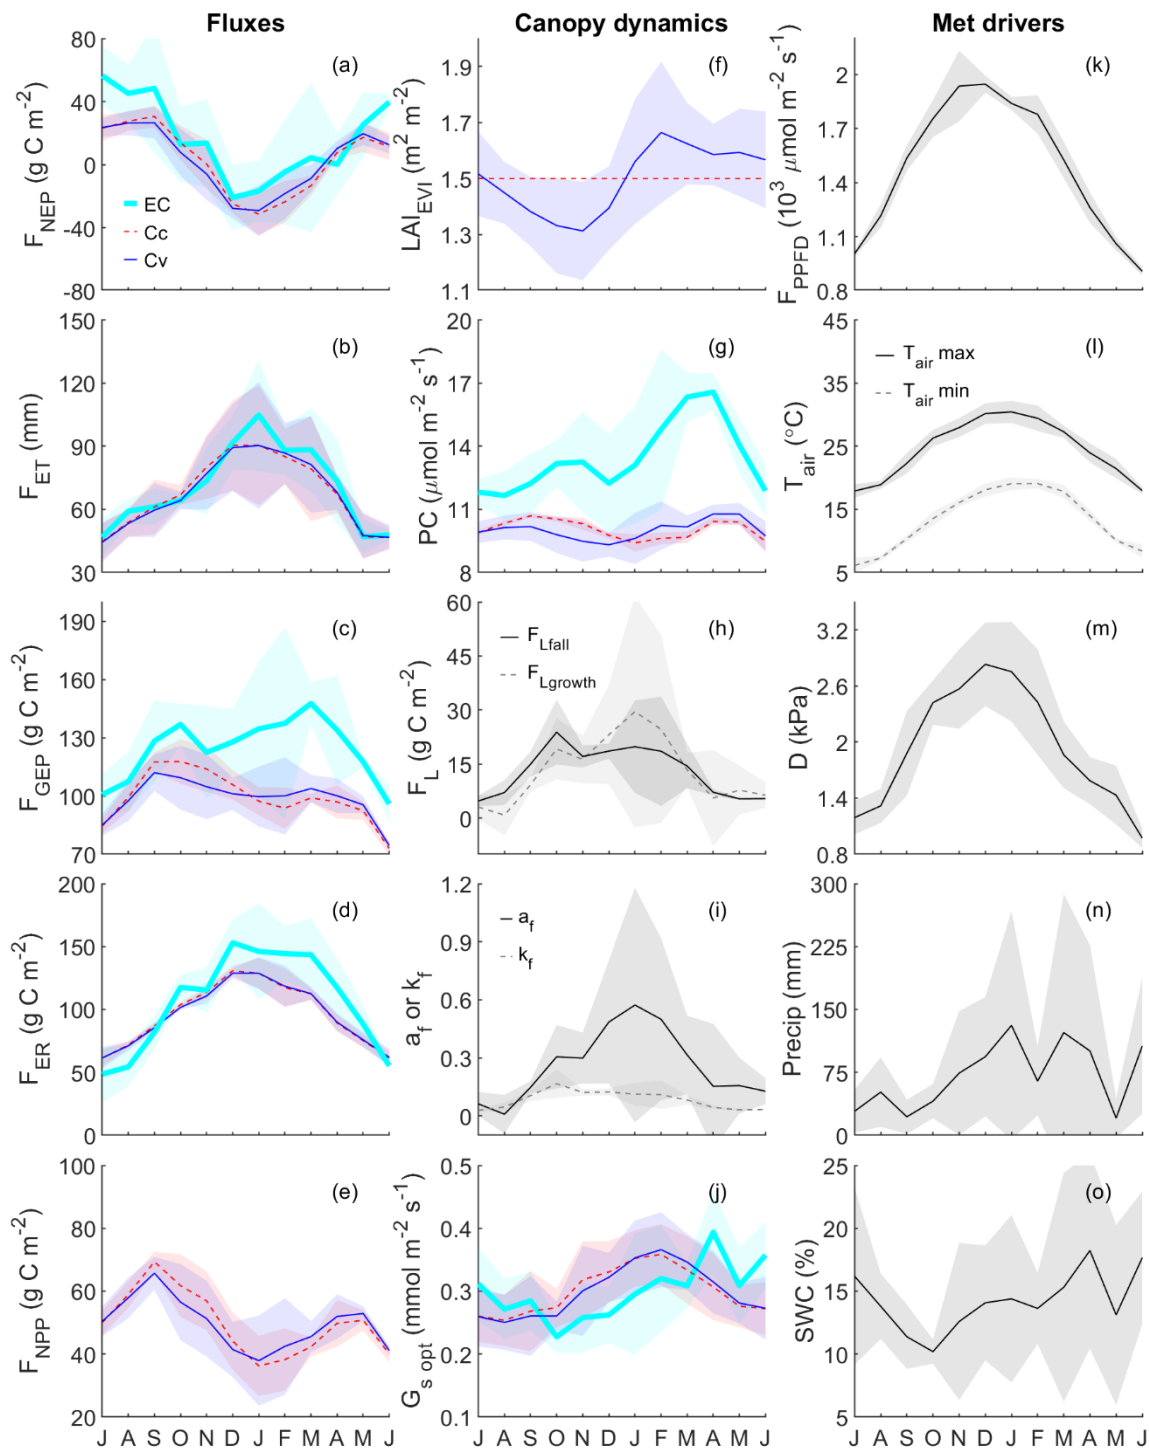 Fluxes
Canopy dynamics
Met drivers
F_NEP (g C m^-2)
80
40
0
-40
-80
(a)
EC
Cc
Cv
LAI_EVI (m^2 m^-2)
1.9
1.7
1.5
1.3
1.1
(f)
F_PPFD (10^3 μmol m^-2 s^-1)
2
1.7
1.4
1.1
0.8
(k)
F_ET (mm)
150
120
90
60
30
(b)
PC (μmol m^-2 s^-1)
20
17
14
11
8
(g)
T_air (°C)
45
35
25
15
5
(l)
T_air max
T_air min
F_GEP (g C m^-2)
190
160
130
100
70
(c)
F_L (g C m^-2)
60
45
30
15
0
(h)
F_Lfall
F_Lgrowth
D (kPa)
3.2
2.6
2
1.4
0.8
(m)
F_ER (g C m^-2)
200
150
100
50
0
(d)
a_f or k_f
1.2
0.9
0.6
0.3
0
(i)
a_f
k_f
Precip (mm)
300
225
150
75
0
(n)
F_NPP (g C m^-2)
100
80
60
40
20
(e)
J A S O N D J F M A M J
G_s opt (mmol m^-2 s^-1)
0.5
0.4
0.3
0.2
0.1
(j)
J A S O N D J F M A M J
SWC (%)
25
20
15
10
5
(o)
J A S O N D J F M A M J